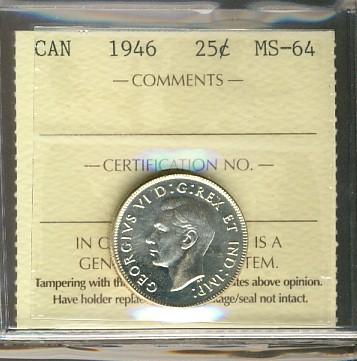 CAN 1946 25¢ MS-64
— COMMENTS —
— CERTIFICATION NO. —
GEORGIVS VI D:G:REX ET IND:IMP:
IN C IS A
GEN TEM.
Tampering with th tes above opinion.
Have holder repla age/seal not intact.